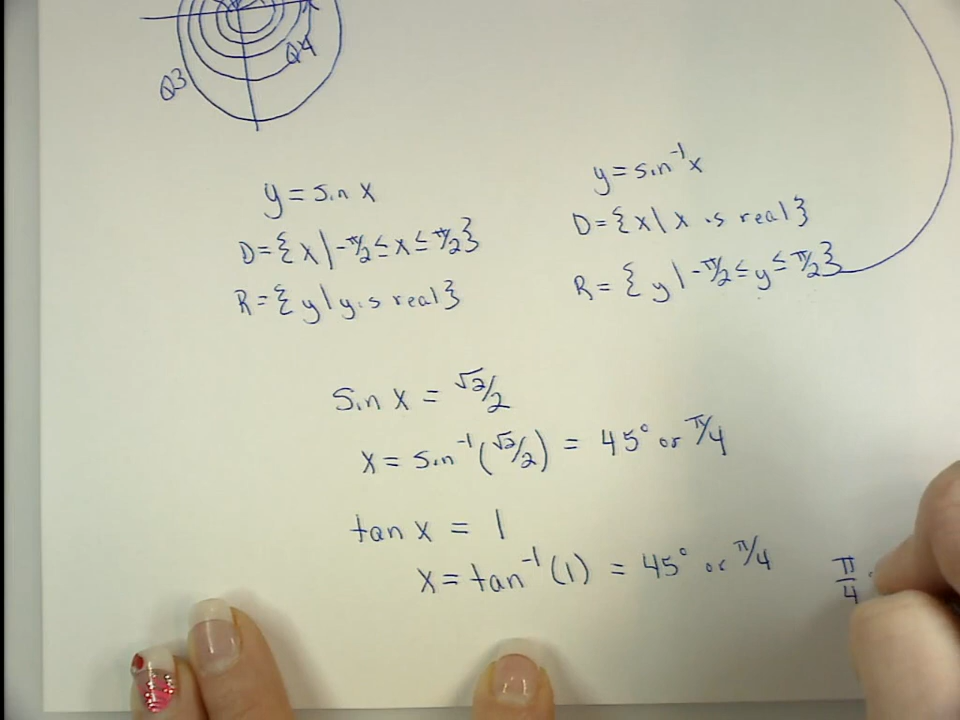 Q4
Q3
y = sin x
D = { x | -π/2 ≤ x ≤ π/2 }
R = { y | y is real }
y = sin⁻¹ x
D = { x | x is real }
R = { y | -π/2 ≤ y ≤ π/2 }
sin x = √2/2
x = sin⁻¹ (√2/2) = 45° or π/4
tan x = 1
x = tan⁻¹ (1) = 45° or π/4
π/4